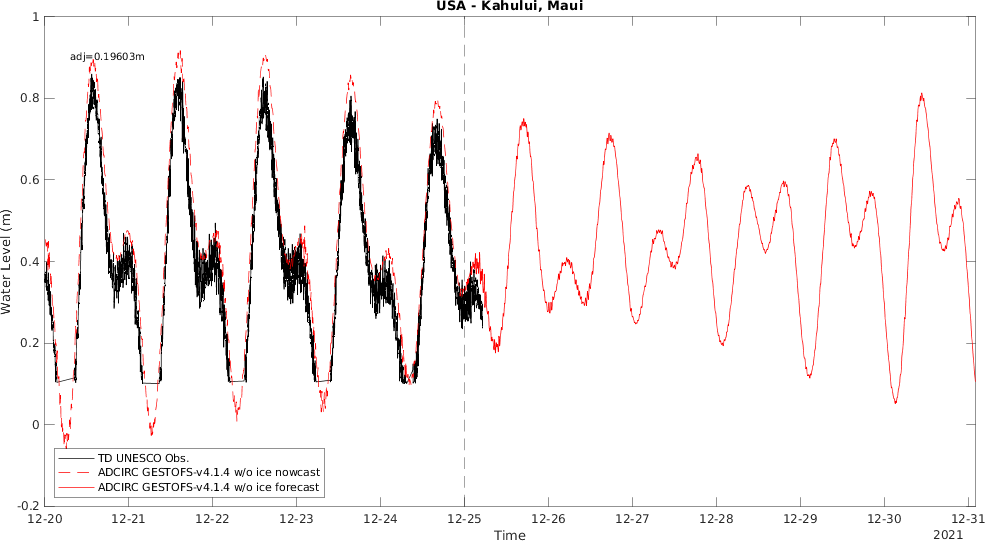 USA - Kahului, Maui
1
adj=0.19603m
0.8
0.6
0.4
0.2
0
-0.2
Water Level (m)
TD UNESCO Obs.
ADCIRC GESTOFS-v4.1.4 w/o ice nowcast
ADCIRC GESTOFS-v4.1.4 w/o ice forecast
12-20 12-21 12-22 12-23 12-24 12-25 12-26 12-27 12-28 12-29 12-30 12-31
Time
2021